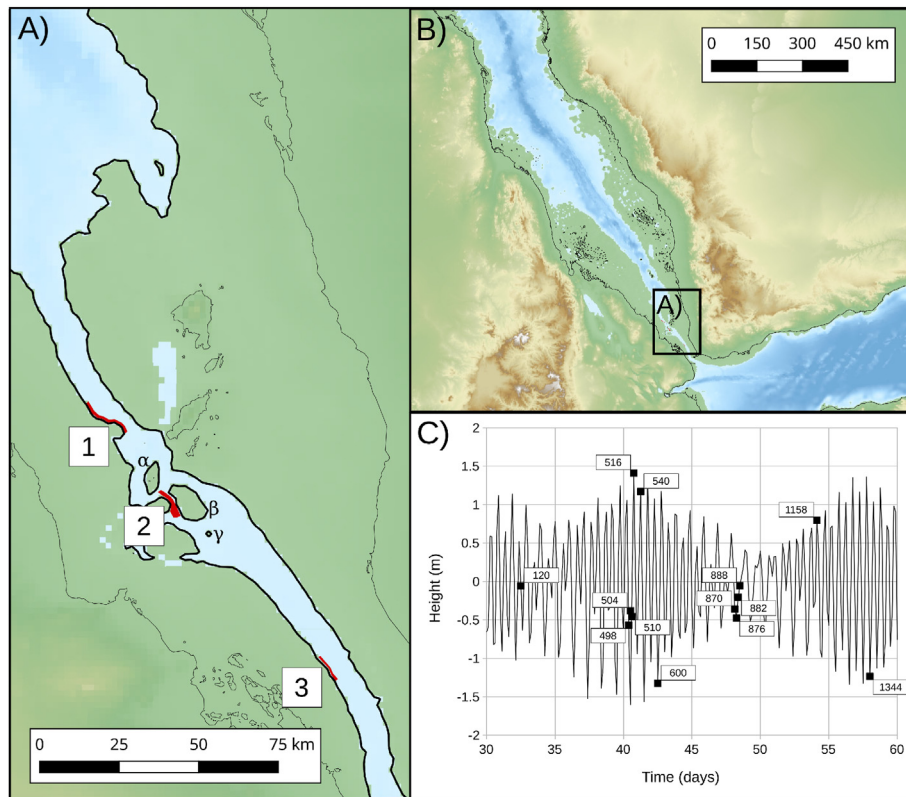 A)
1
α
2
β
γ
3
0 25 50 75 km
B)
0 150 300 450 km
A)
C)
2
1.5
1
0.5
0
-0.5
-1
-1.5
-2
Height (m)
516
540
1158
120
888
504
870
882
510
498
876
600
1344
30 35 40 45 50 55 60
Time (days)